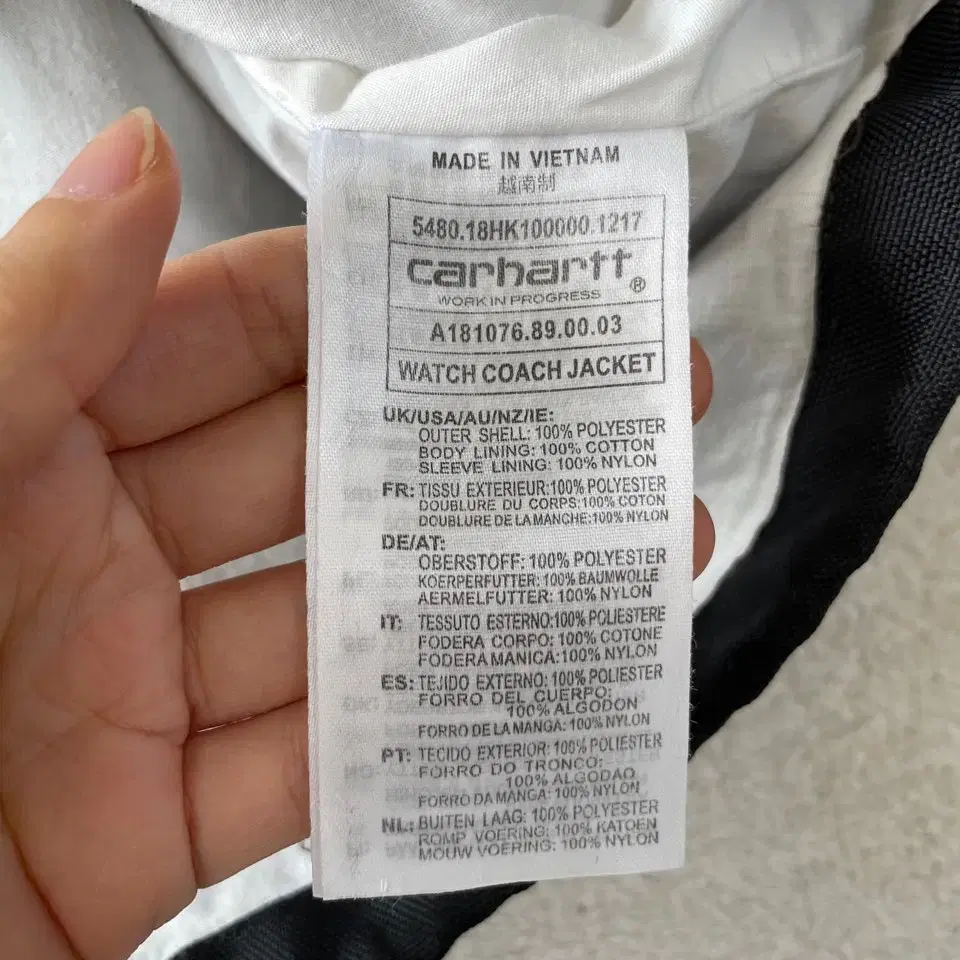 MADE IN VIETNAM
越南制
5480.18HK100000.1217
carhartt®
WORK IN PROGRESS
A181076.89.00.03
WATCH COACH JACKET
UK/USA/AU/NZ/IE:
OUTER SHELL: 100% POLYESTER
BODY LINING: 100% COTTON
SLEEVE LINING: 100% NYLON
FR: TISSU EXTERIEUR:100% POLYESTER
DOUBLURE DU CORPS:100% COTON
DOUBLURE DE LA MANCHE:100% NYLON
DE/AT:
OBERSTOFF: 100% POLYESTER
KOERPERFUTTER: 100% BAUMWOLLE
AERMELFUTTER: 100% NYLON
IT: TESSUTO ESTERNO:100% POLIESTERE
FODERA CORPO: 100% COTONE
FODERA MANICA:100% NYLON
ES: TEJIDO EXTERNO: 100% POLIESTER
FORRO DEL CUERPO:
100% ALGODON
FORRO DE LA MANGA: 100% NYLON
PT: TECIDO EXTERIOR: 100% POLIESTER
FORRO DO TRONCO:
100% ALGODAO
FORRO DA MANGA: 100% NYLON
NL: BUITEN LAAG: 100% POLYESTER
ROMP VOERING: 100% KATOEN
MOUW VOERING: 100% NYLON